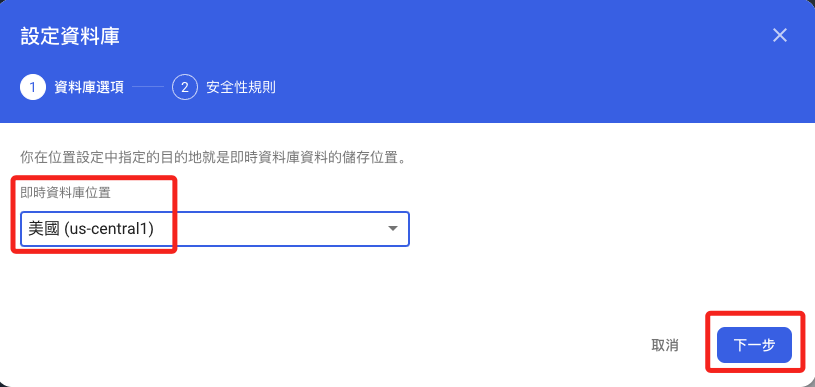 設定資料庫
1 資料庫選項 2 安全性規則
你在位置設定中指定的目的地就是即時資料庫資料的儲存位置。
即時資料庫位置
美國 (us-central1)
取消 下一步